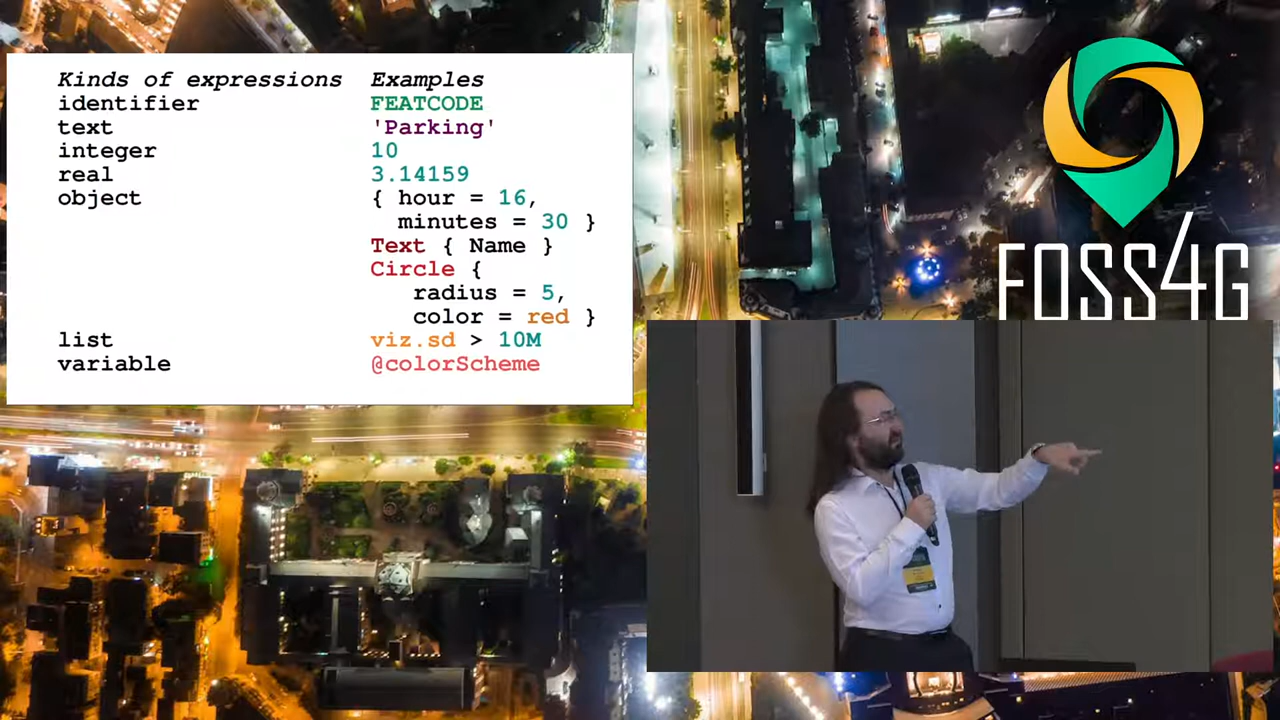 Kinds of expressions Examples
identifier FEATCODE
text 'Parking'
integer 10
real 3.14159
object { hour = 16,
minutes = 30 }
Text { Name }
Circle {
radius = 5,
color = red }
list viz.sd > 10M
variable @colorScheme
FOSS4G